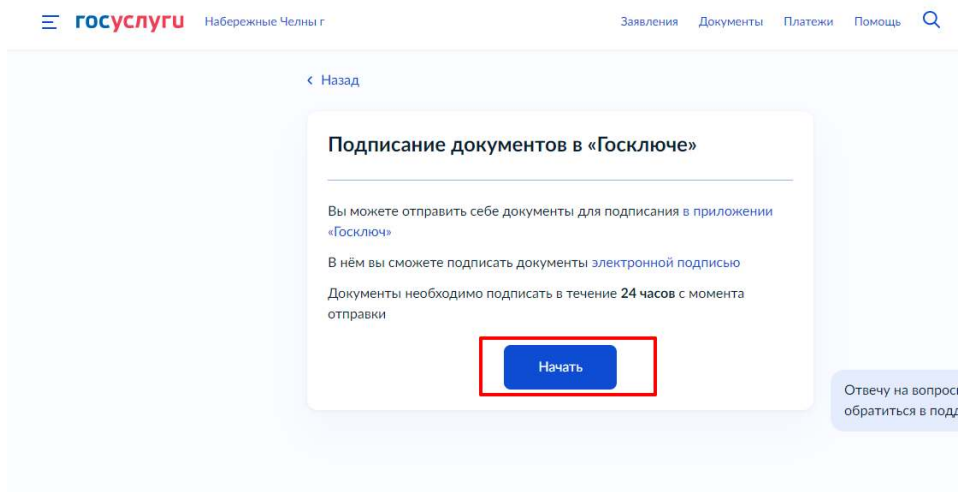 госуслуги Набережные Челны г Заявления Документы Платежи Помощь
Назад
Подписание документов в «Госключе»
Вы можете отправить себе документы для подписания в приложении
«Госключ»
В нём вы сможете подписать документы электронной подписью
Документы необходимо подписать в течение 24 часов с момента
отправки
Начать
Отвечу на
обратиться в